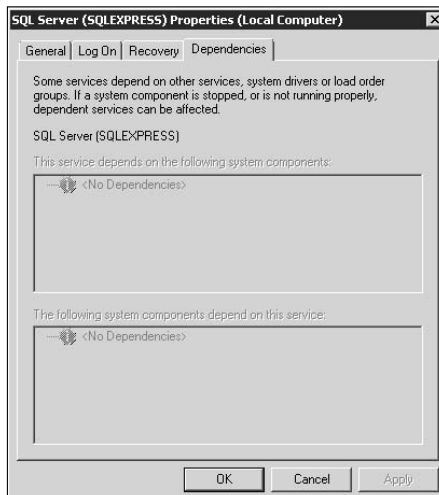 SQL Server (SQLEXPRESS) Properties (Local Computer)
General
Log On
Recovery
Dependencies
Some services depend on other services, system drivers or load order
groups. If a system component is stopped, or is not running properly,
dependent services can be affected.
SQL Server (SQLEXPRESS)
This service depends on the following system components:
<No Dependencies>
The following system components depend on this service:
<No Dependencies>
OK
Cancel
Apply